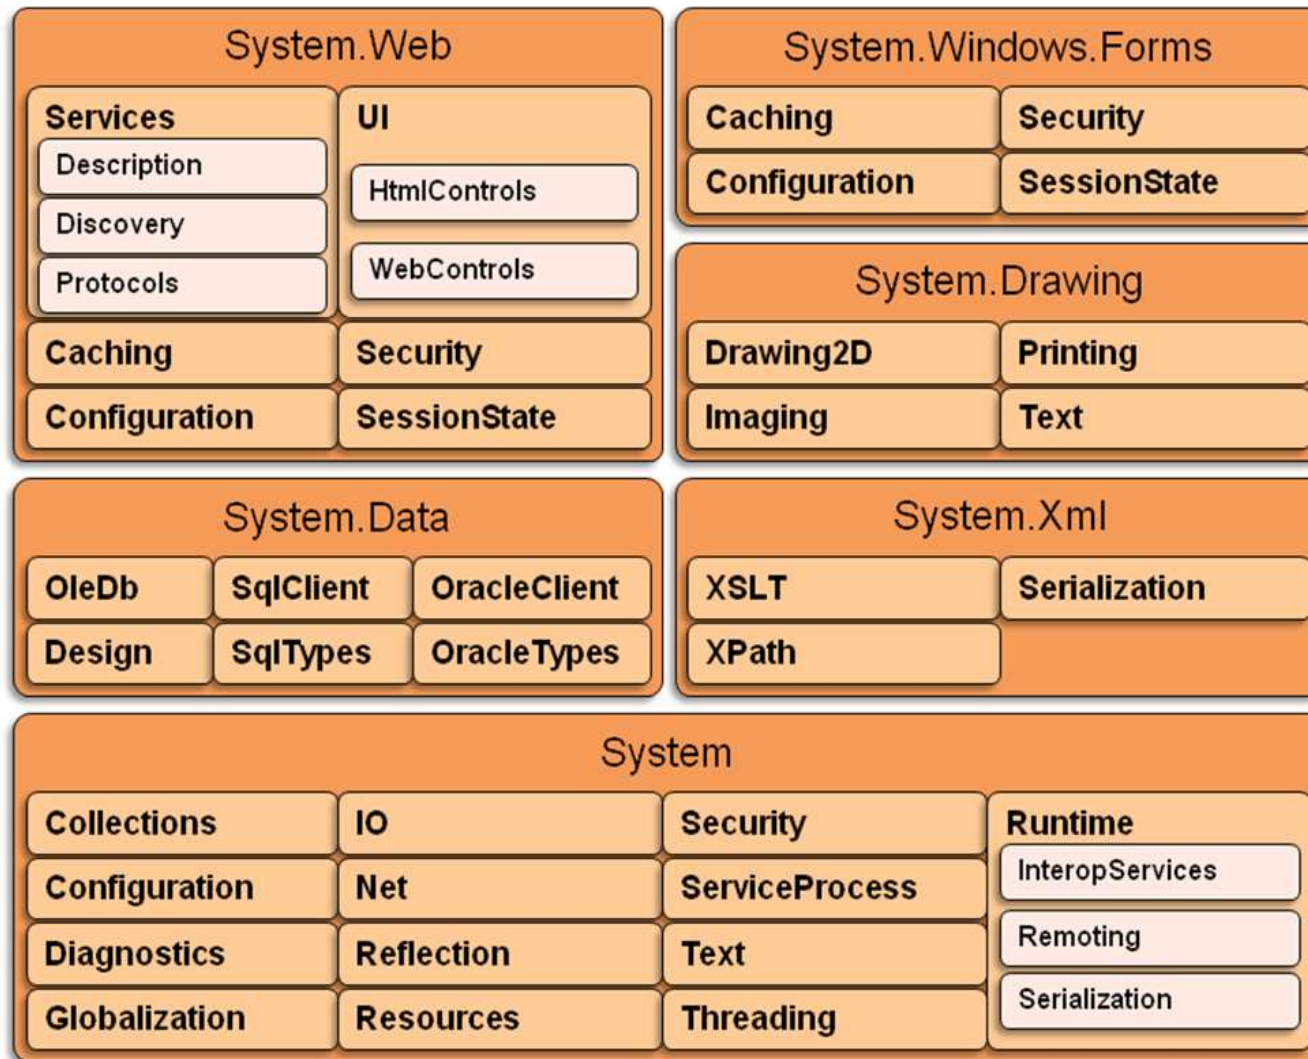 System.Web
Services
Description
Discovery
Protocols
UI
HtmlControls
WebControls
Caching
Security
Configuration
SessionState
System.Windows.Forms
Caching
Security
Configuration
SessionState
System.Drawing
Drawing2D
Printing
Imaging
Text
System.Data
OleDb
SqlClient
OracleClient
Design
SqlTypes
OracleTypes
System.Xml
XSLT
Serialization
XPath
System
Collections
IO
Security
Configuration
Net
ServiceProcess
Diagnostics
Reflection
Text
Globalization
Resources
Threading
Runtime
InteropServices
Remoting
Serialization